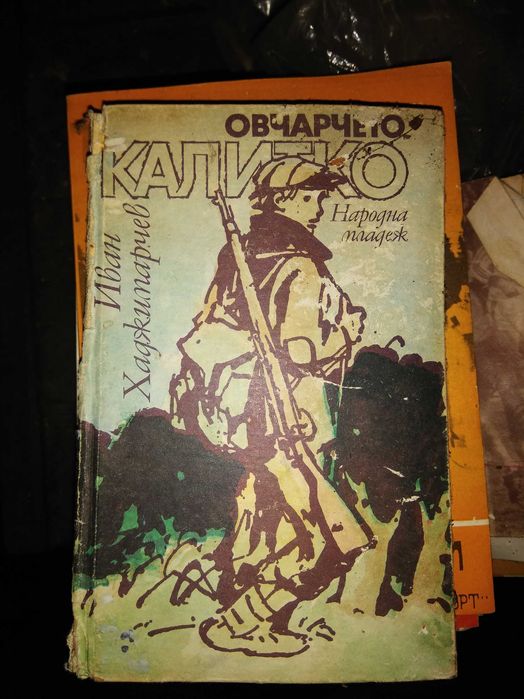 ОВЧАРЧЕТО
КАЛИТКО
Иван
Хаджимарчев
Народна
младеж